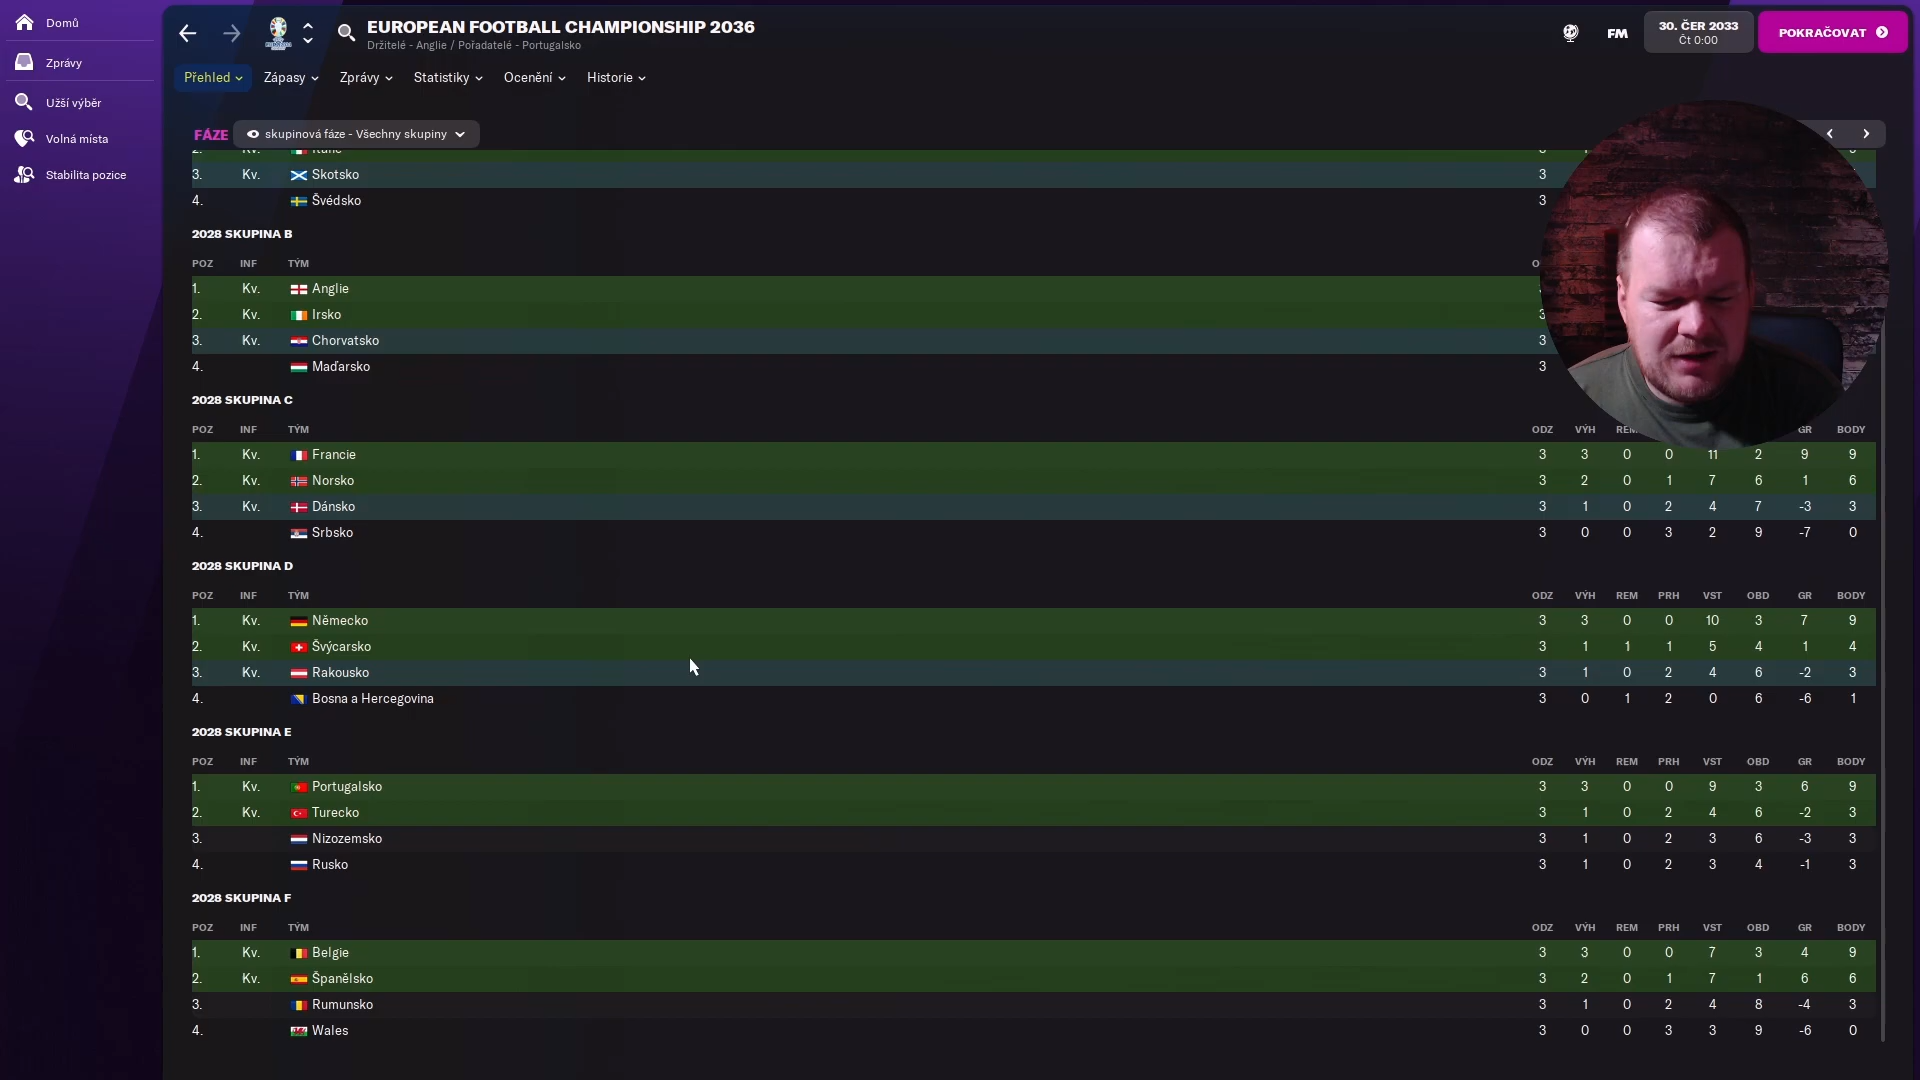 Domů
Zprávy
Užší výběr
Volná místa
Stabilita pozice
EUROPEAN FOOTBALL CHAMPIONSHIP 2036
Držitelé - Anglie / Pořadatelé - Portugalsko
FM
30. ČER 2033
Čt 0:00
POKRAČOVAT
Přehled Zápasy Zprávy Statistiky Ocenění Historie
FÁZE skupinová fáze - Všechny skupiny
3. Kv. Skotsko 3
4. Švédsko 3
2028 SKUPINA B
POZ INF TÝM
1. Kv. Anglie
2. Kv. Irsko 3
3. Kv. Chorvatsko 3
4. Maďarsko 3
2028 SKUPINA C
POZ INF TÝM ODZ VÝH REM GR BODY
1. Kv. Francie 3 3 0 0 11 2 9 9
2. Kv. Norsko 3 2 0 1 7 6 1 6
3. Kv. Dánsko 3 1 0 2 4 7 -3 3
4. Srbsko 3 0 0 3 2 9 -7 0
2028 SKUPINA D
POZ INF TÝM ODZ VÝH REM PRH VST OBD GR BODY
1. Kv. Německo 3 3 0 0 10 3 7 9
2. Kv. Švýcarsko 3 1 1 1 5 4 1 4
3. Kv. Rakousko 3 1 0 2 4 6 -2 3
4. Bosna a Hercegovina 3 0 1 2 0 6 -6 1
2028 SKUPINA E
POZ INF TÝM ODZ VÝH REM PRH VST OBD GR BODY
1. Kv. Portugalsko 3 3 0 0 9 3 6 9
2. Kv. Turecko 3 1 0 2 4 6 -2 3
3. Nizozemsko 3 1 0 2 3 6 -3 3
4. Rusko 3 1 0 2 3 4 -1 3
2028 SKUPINA F
POZ INF TÝM ODZ VÝH REM PRH VST OBD GR BODY
1. Kv. Belgie 3 3 0 0 7 3 4 9
2. Kv. Španělsko 3 2 0 1 7 1 6 6
3. Rumunsko 3 1 0 2 4 8 -4 3
4. Wales 3 0 0 3 3 9 -6 0